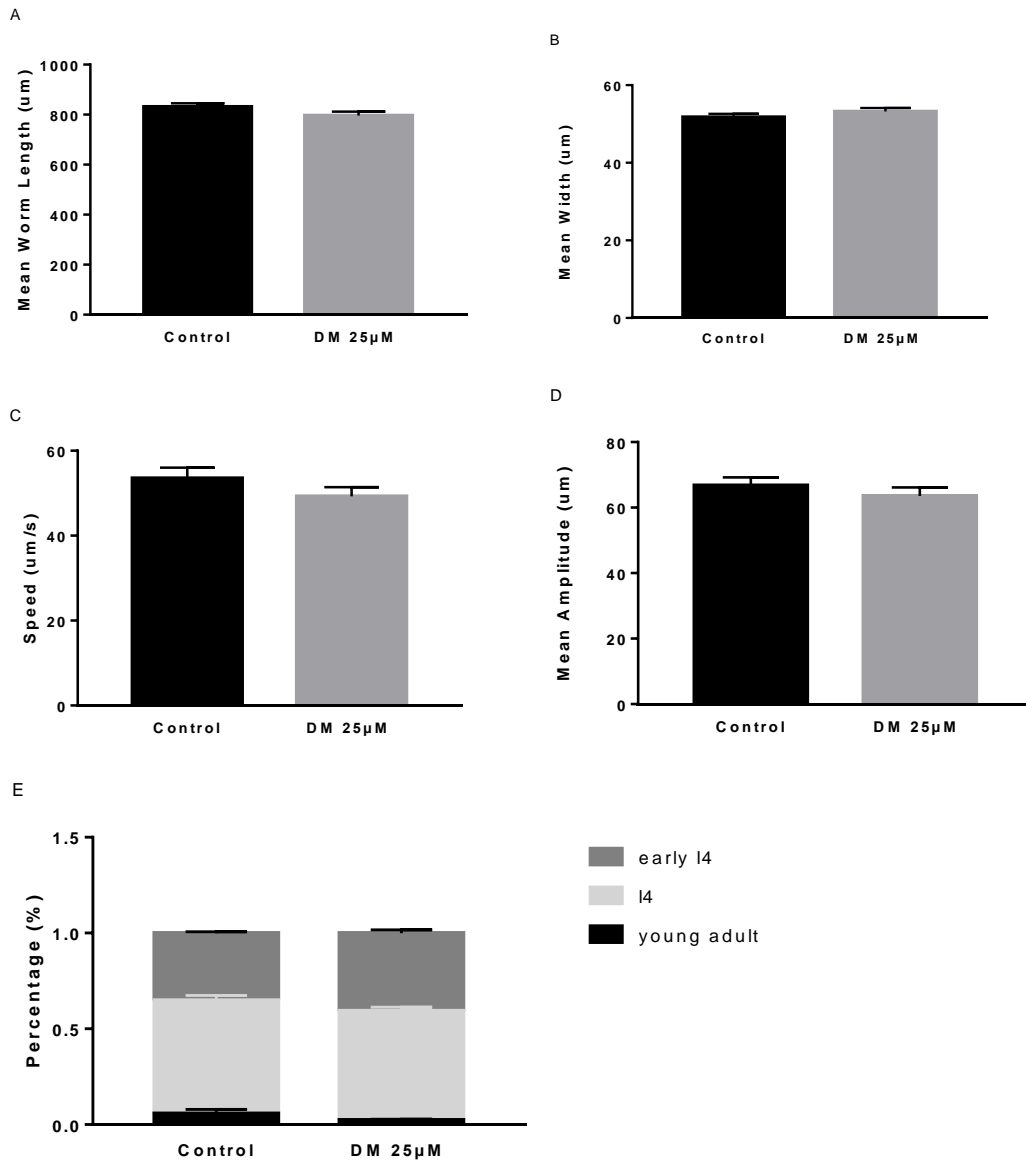 A
Mean Worm Length (um)
1000
800
600
400
200
0
Control DM 25µM
B
Mean Width (um)
60
40
20
0
Control DM 25µM
C
Speed (um/s)
60
40
20
0
Control DM 25µM
D
Mean Amplitude (um)
80
60
40
20
0
Control DM 25µM
E
Percentage (%)
1.5
1.0
0.5
0.0
Control DM 25µM
early l4
l4
young adult